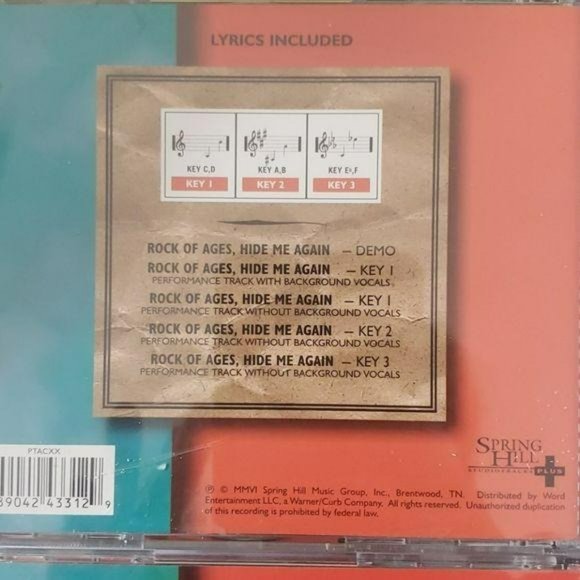 LYRICS INCLUDED
KEY C,D
KEY A,B
KEY E♭,F
KEY 1
KEY 2
KEY 3
ROCK OF AGES, HIDE ME AGAIN — DEMO
ROCK OF AGES, HIDE ME AGAIN — KEY 1
PERFORMANCE TRACK WITH BACKGROUND VOCALS
ROCK OF AGES, HIDE ME AGAIN — KEY 1
PERFORMANCE TRACK WITHOUT BACKGROUND VOCALS
ROCK OF AGES, HIDE ME AGAIN — KEY 2
PERFORMANCE TRACK WITHOUT BACKGROUND VOCALS
ROCK OF AGES, HIDE ME AGAIN — KEY 3
PERFORMANCE TRACK WITHOUT BACKGROUND VOCALS
PTACXX
39042 43312 9
SPRING
HILL
STUDIOTRACKS PLUS
℗ © MMVI Spring Hill Music Group, Inc., Brentwood, TN. Distributed by Word
Entertainment LLC, a Warner/Curb Company. All rights reserved. Unauthorized duplication
of this recording is prohibited by federal law.